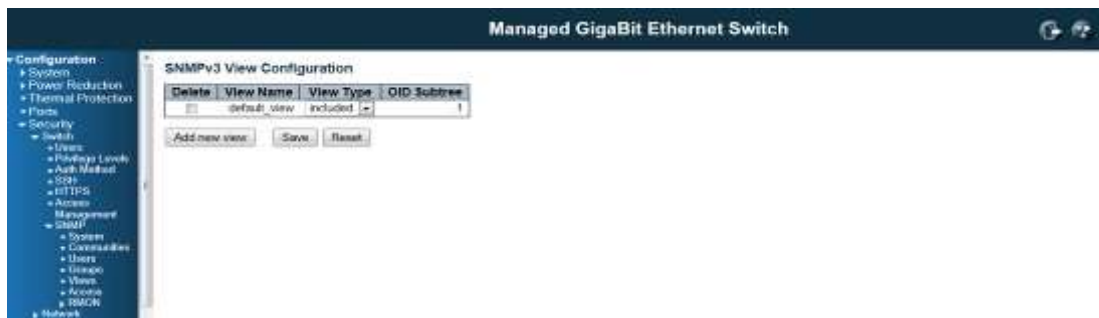 Managed GigaBit Ethernet Switch
Configuration
System
Power Reduction
Thermal Protection
Ports
Security
Switch
Users
Privilege Levels
Auth Method
SSH
HTTPS
Access
Management
SNMP
System
Communities
Users
Groups
Views
Access
RMON
Network
SNMPv3 View Configuration
Delete View Name View Type OID Subtree
default_view included .1
Add new view Save Reset